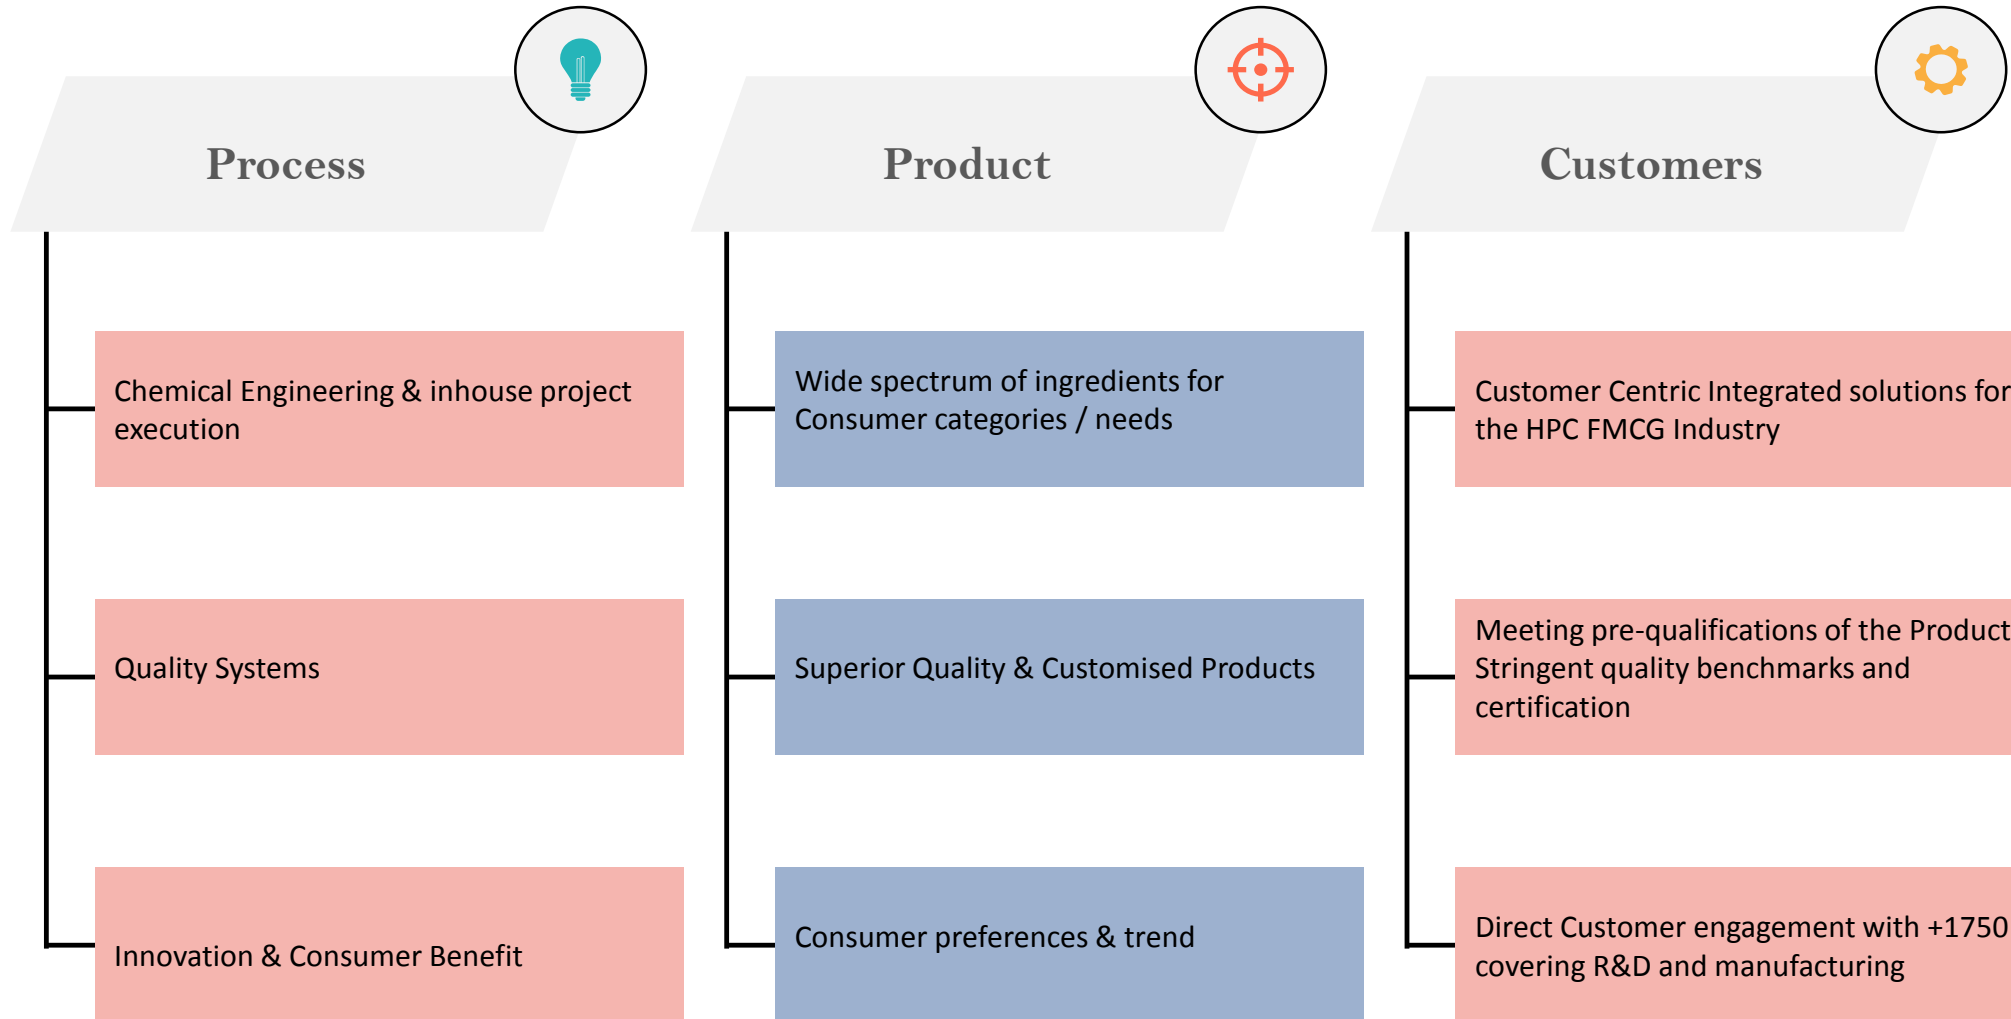 Process
Chemical Engineering & inhouse project
execution
Quality Systems
Innovation & Consumer Benefit
Product
Wide spectrum of ingredients for
Consumer categories / needs
Superior Quality & Customised Products
Consumer preferences & trend
Customers
Customer Centric Integrated solutions for
the HPC FMCG Industry
Meeting pre-qualifications of the Product
Stringent quality benchmarks and
certification
Direct Customer engagement with +1750
covering R&D and manufacturing